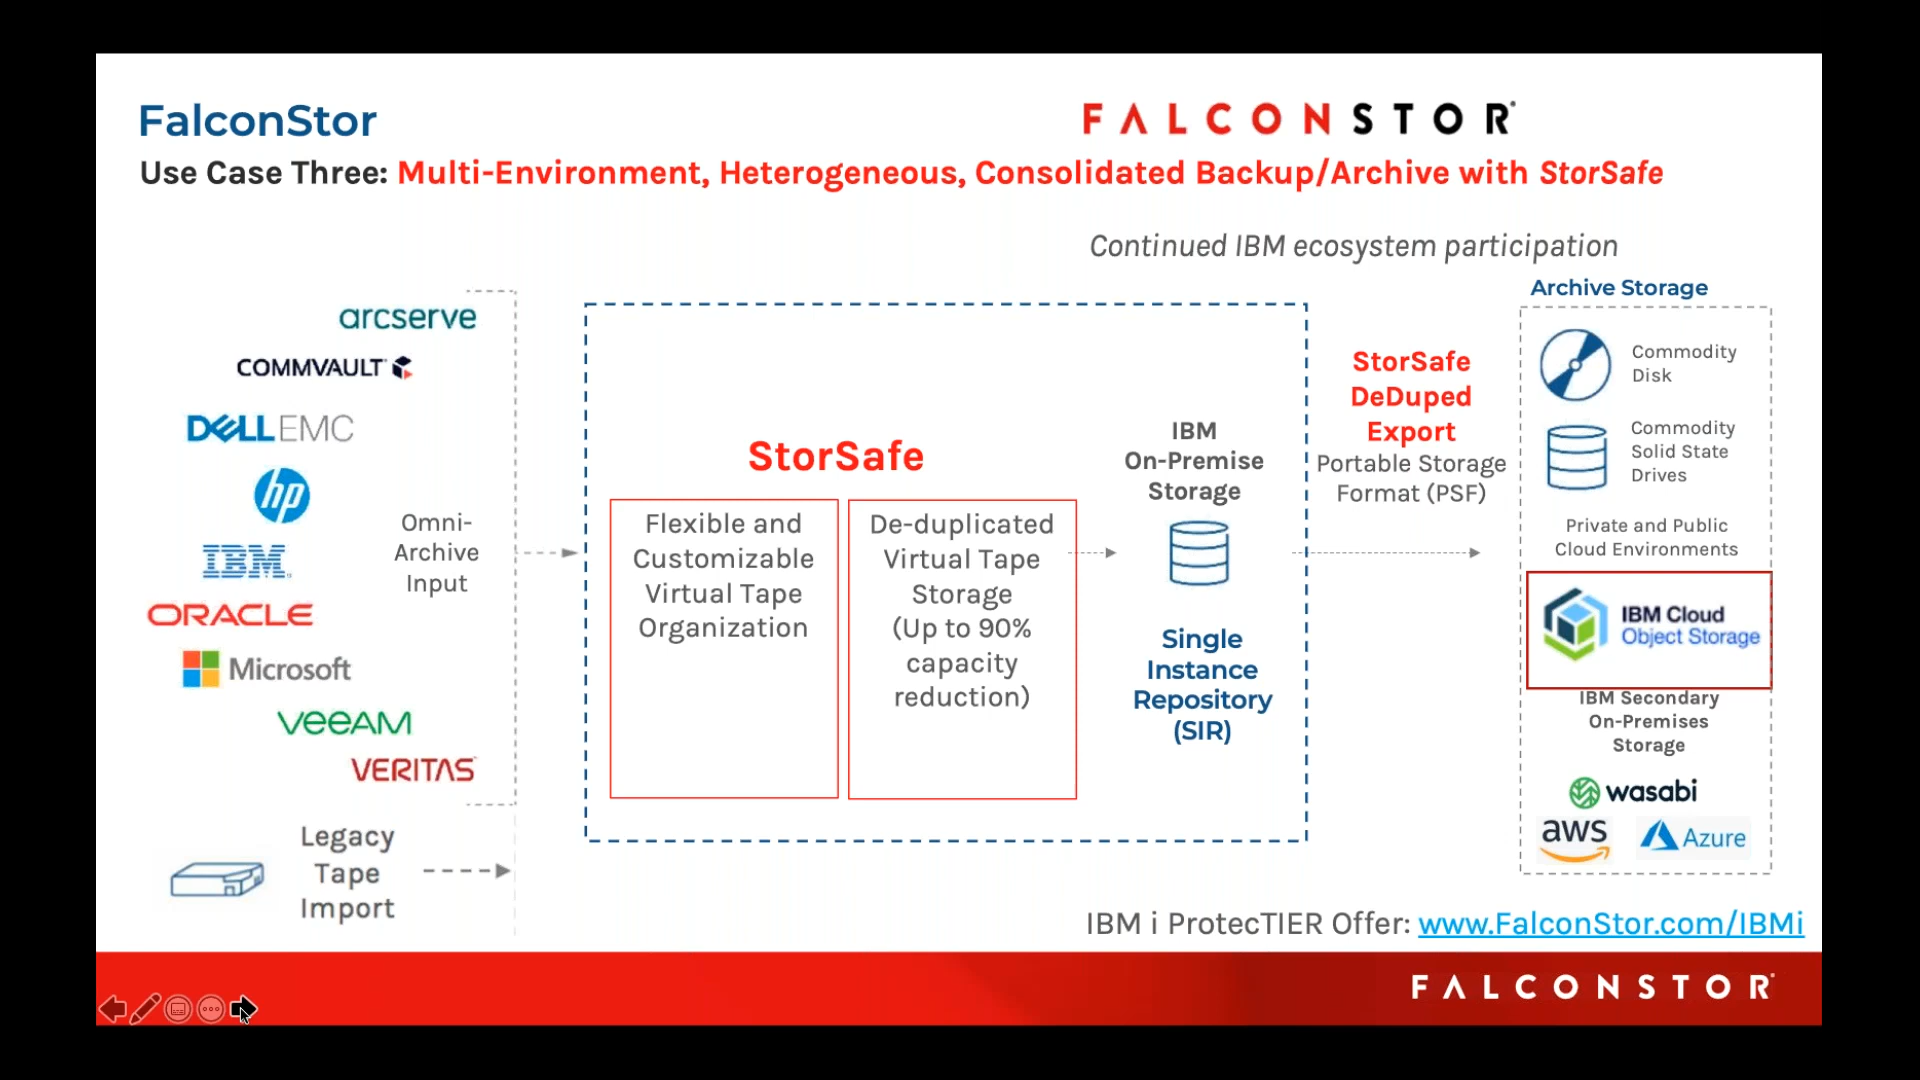 FalconStor
FALCONSTOR
Use Case Three: Multi-Environment, Heterogeneous, Consolidated Backup/Archive with StorSafe
Continued IBM ecosystem participation
arcserve
COMMVAULT
DELLEMC
hp
IBM
ORACLE
Microsoft
veeAM
VERITAS
Omni-
Archive
Input
Legacy
Tape
Import
StorSafe
Flexible and
Customizable
Virtual Tape
Organization
De-duplicated
Virtual Tape
Storage
(Up to 90%
capacity
reduction)
IBM
On-Premise
Storage
Single
Instance
Repository
(SIR)
StorSafe
DeDuped
Export
Portable Storage
Format (PSF)
Archive Storage
Commodity
Disk
Commodity
Solid State
Drives
Private and Public
Cloud Environments
IBM Cloud
Object Storage
IBM Secondary
On-Premises
Storage
wasabi
aws
Azure
IBM i ProtecTIER Offer: www.FalconStor.com/IBMi
FALCONSTOR